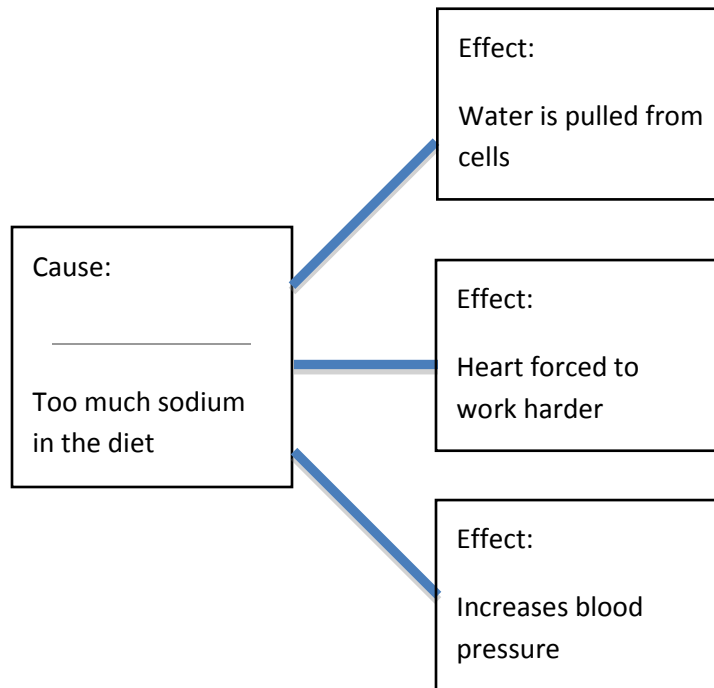 Cause:
Too much sodium
in the diet
Effect:
Water is pulled from
cells
Effect:
Heart forced to
work harder
Effect:
Increases blood
pressure